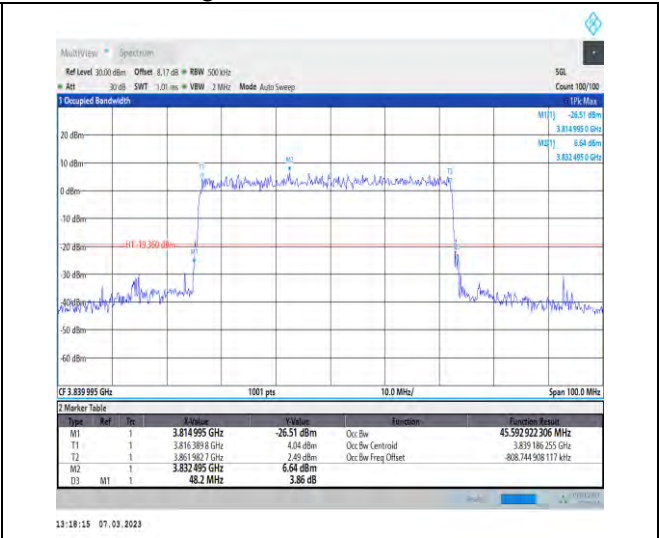 MultiView Spectrum
Ref Level 30.00 dBm Offset 8.17 dB RBW 500 kHz SGL
Att 30 dB SWT 1.01 ms VBW 2 MHz Mode Auto Sweep Count 100/100
1 Occupied Bandwidth 1Pk Max
M1[1] -26.51 dBm
3.814 995 0 GHz
M2[1] 6.64 dBm
3.832 495 0 GHz
20 dBm
10 dBm
M2
T1
T2
0 dBm
-10 dBm
-20 dBm
H1 -19.360 dBm
M1
-30 dBm
-40 dBm
-50 dBm
-60 dBm
CF 3.839 995 GHz 1001 pts 10.0 MHz/ Span 100.0 MHz
2 Marker Table
Type Ref Trc X-Value Y-Value Function Function Result
M1 1 3.814 995 GHz -26.51 dBm Occ Bw 45.592 922 306 MHz
T1 1 3.816 389 8 GHz 4.04 dBm Occ Bw Centroid 3.839 186 255 GHz
T2 1 3.861 982 7 GHz 2.49 dBm Occ Bw Freq Offset -808.744 908 117 kHz
M2 1 3.832 495 GHz 6.64 dBm
D3 M1 1 48.2 MHz 3.86 dB
13:18:15 07.03.2023